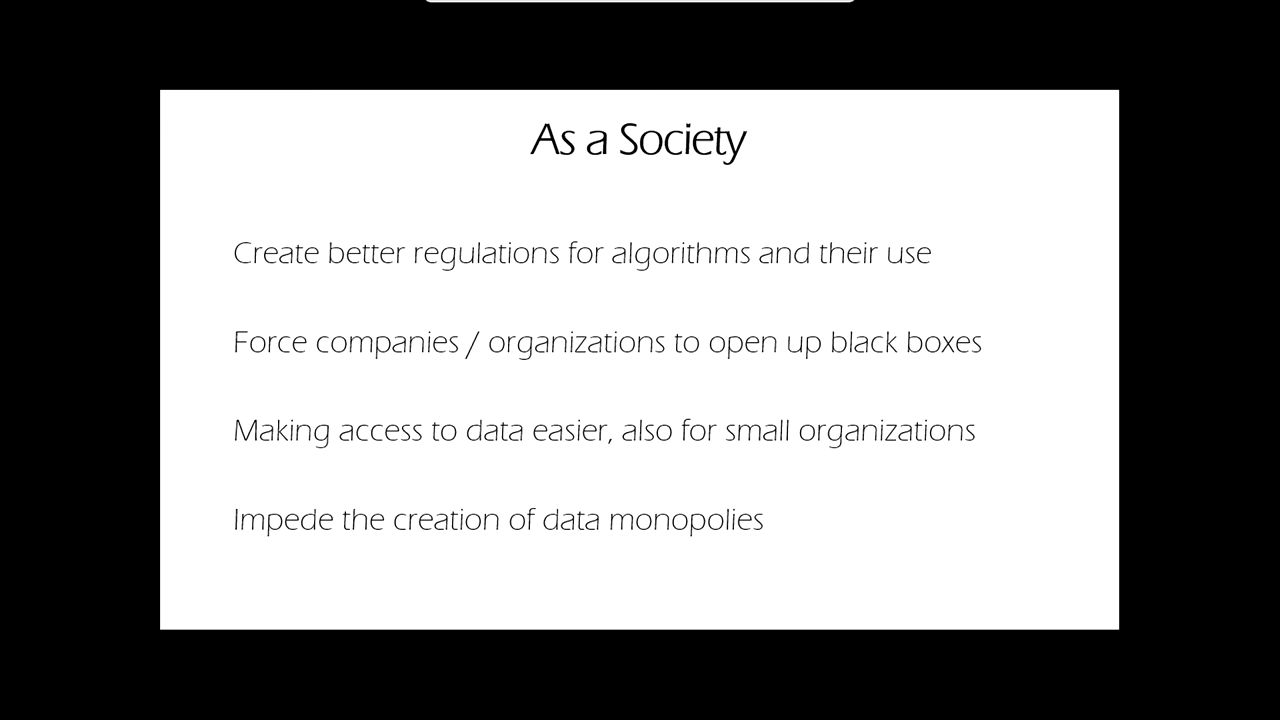 As a Society
Create better regulations for algorithms and their use
Force companies / organizations to open up black boxes
Making access to data easier, also for small organizations
Impede the creation of data monopolies